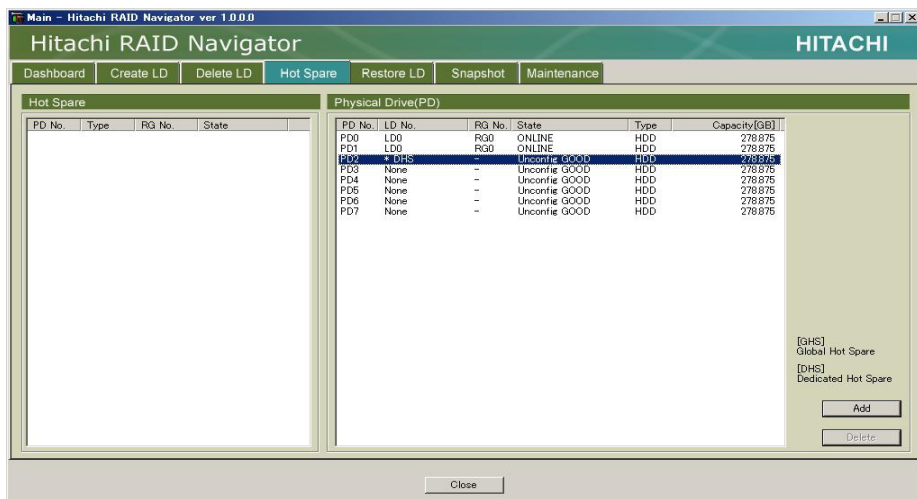 Main - Hitachi RAID Navigator ver 1.0.0.0
Hitachi RAID Navigator
HITACHI
Dashboard Create LD Delete LD Hot Spare Restore LD Snapshot Maintenance
Hot Spare
PD No. Type RG No. State
Physical Drive(PD)
PD No. LD No. RG No. State Type Capacity[GB]
PD0 LD0 RG0 ONLINE HDD 278.875
PD1 LD0 RG0 ONLINE HDD 278.875
PD2 * DHS - Unconfig GOOD HDD 278.875
PD3 None - Unconfig GOOD HDD 278.875
PD4 None - Unconfig GOOD HDD 278.875
PD5 None - Unconfig GOOD HDD 278.875
PD6 None - Unconfig GOOD HDD 278.875
PD7 None - Unconfig GOOD HDD 278.875
[GHS]
Global Hot Spare
[DHS]
Dedicated Hot Spare
Add
Delete
Close